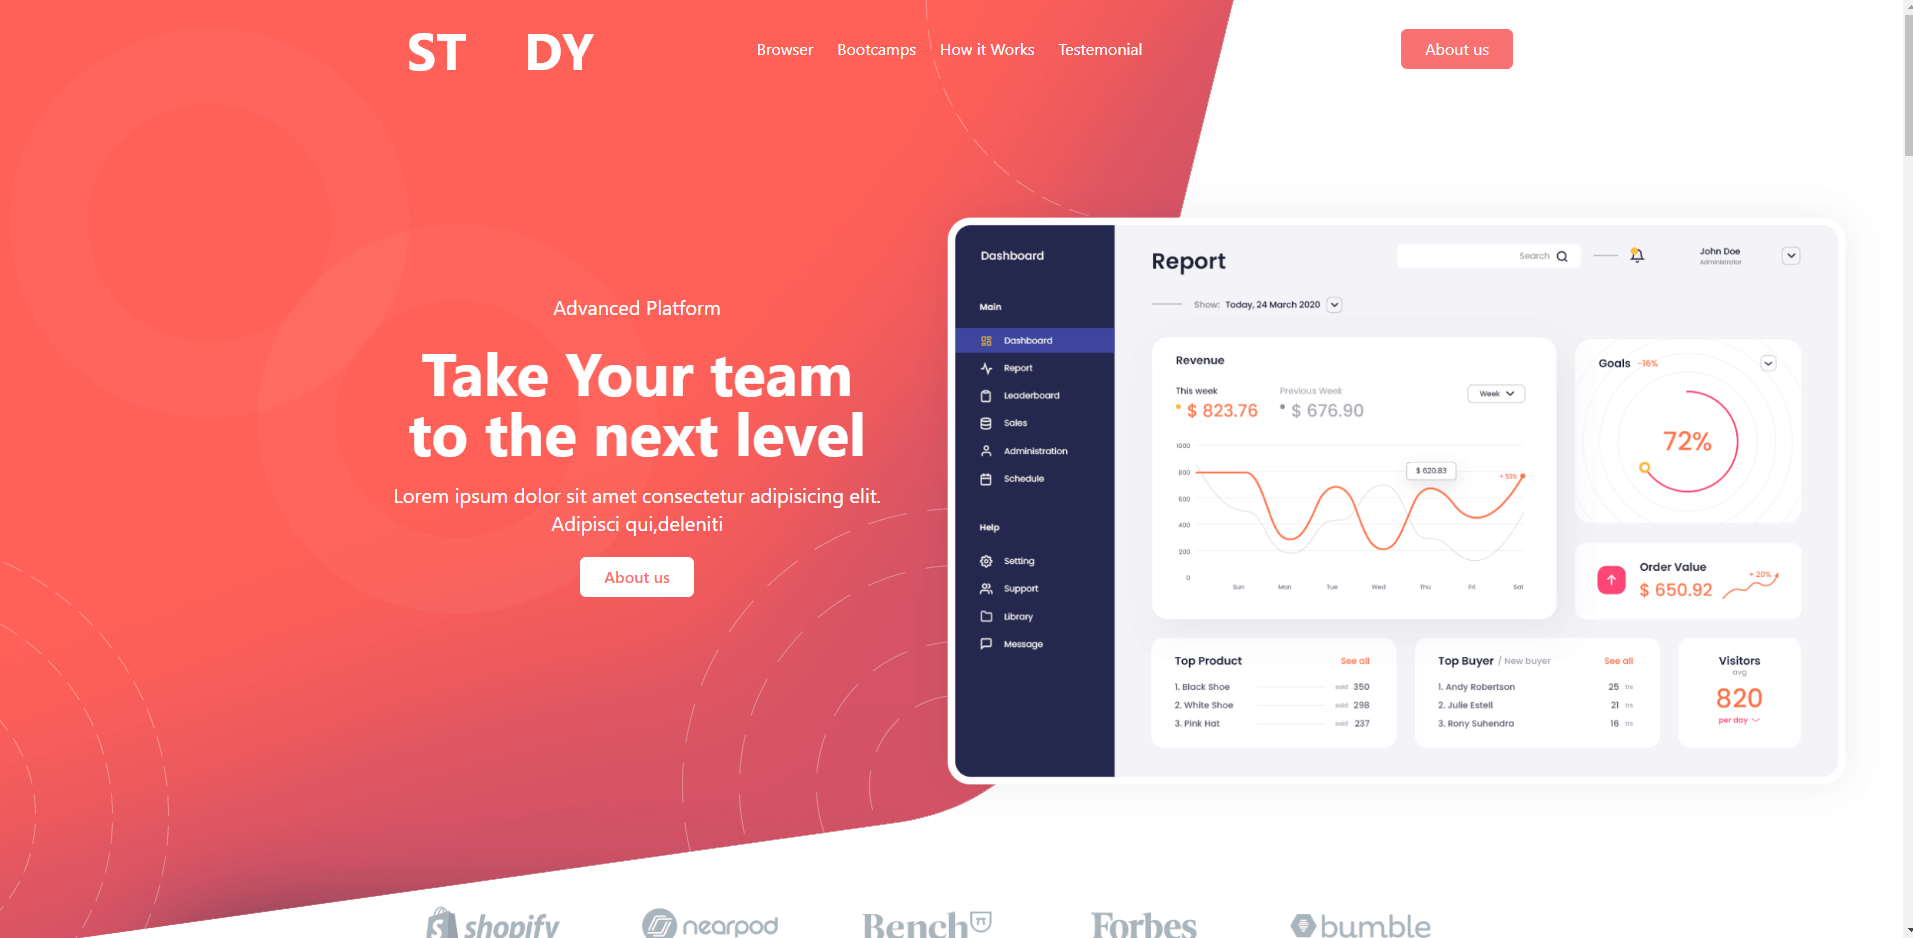 ST DY
Browser Bootcamps How it Works Testemonial
About us
Advanced Platform
Take Your team
to the next level
Lorem ipsum dolor sit amet consectetur adipisicing elit.
Adipisci qui,deleniti
About us
Dashboard
Main
Dashboard
Report
Leaderboard
Sales
Administration
Schedule
Help
Setting
Support
Library
Message
Report
Search
John Doe
Administrator
Show: Today, 24 March 2020
Revenue
This week
$ 823.76
Previous Week
$ 676.90
Week
1000
800
600
400
200
0
$ 620.83
+ 53%
Sun Mon Tue Wed Thu Fri Sat
Goals -16%
72%
Order Value
$ 650.92
+ 20%
Top Product See all
1. Black Shoe sold 350
2. White Shoe sold 298
3. Pink Hat sold 237
Top Buyer / New buyer See all
1. Andy Robertson 25 trx
2. Julie Estell 21 trx
3. Rony Suhendra 16 trx
Visitors
avg
820
per day
shopify nearpod Bench Forbes bumble